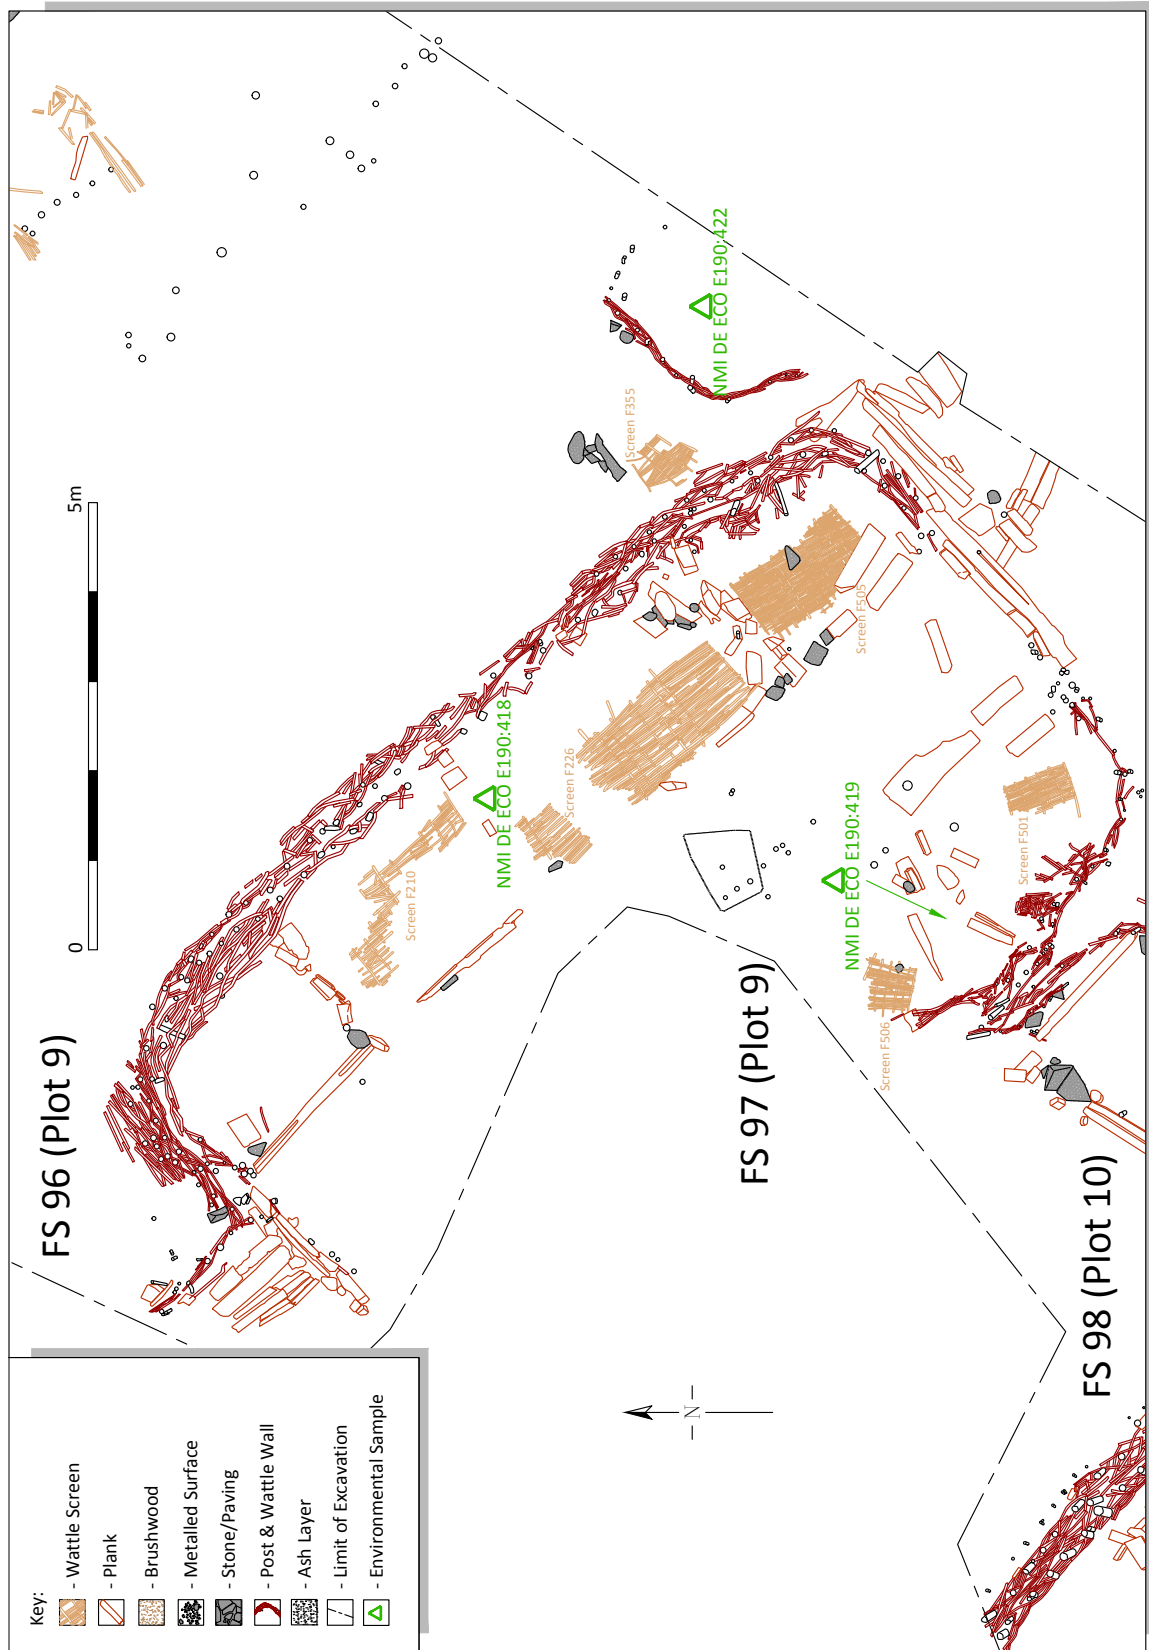 FS 96 (Plot 9)
0
5m
Screen F355
NMI DE ECO E190:422
Screen F505
NMI DE ECO E190:418
Screen F226
Screen F210
NMI DE ECO E190:419
Screen F501
Screen F506
FS 97 (Plot 9)
FS 98 (Plot 10)
N
Key:
- Wattle Screen
- Plank
- Brushwood
- Metalled Surface
- Stone/Paving
- Post & Wattle Wall
- Ash Layer
- Limit of Excavation
- Environmental Sample